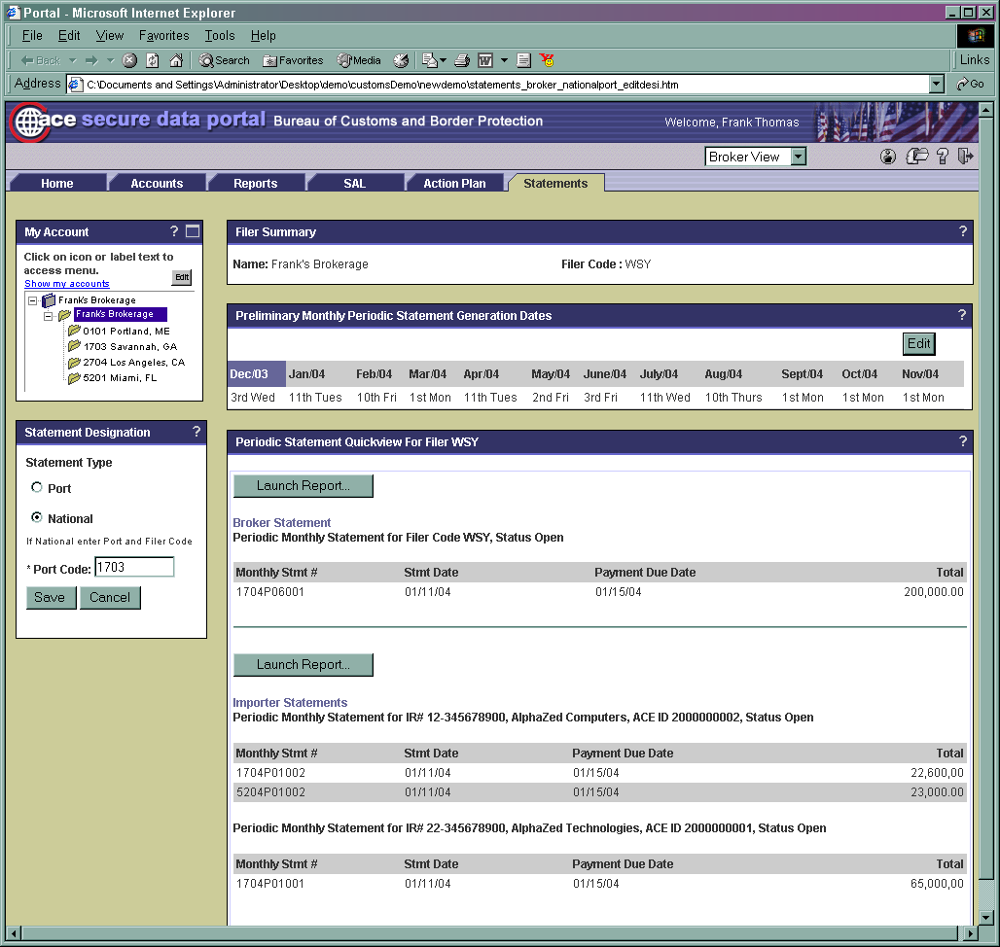 Portal - Microsoft Internet Explorer
File Edit View Favorites Tools Help
Back Search Favorites Media Links
Address C:\Documents and Settings\Administrator\Desktop\demo\customsDemo\newdemo\statements_broker_nationalport_editdesi.htm Go
ace secure data portal Bureau of Customs and Border Protection Welcome, Frank Thomas
Broker View ?
Home Accounts Reports SAL Action Plan Statements
My Account ?
Click on icon or label text to
access menu.
Show my accounts Edit
Frank's Brokerage
Frank's Brokerage
0101 Portland, ME
1703 Savannah, GA
2704 Los Angeles, CA
5201 Miami, FL
Statement Designation ?
Statement Type
Port
National
If National enter Port and Filer Code
* Port Code: 1703
Save Cancel
Filer Summary ?
Name: Frank's Brokerage Filer Code : WSY
Preliminary Monthly Periodic Statement Generation Dates ?
Edit
Dec/03 Jan/04 Feb/04 Mar/04 Apr/04 May/04 June/04 July/04 Aug/04 Sept/04 Oct/04 Nov/04
3rd Wed 11th Tues 10th Fri 1st Mon 11th Tues 2nd Fri 3rd Fri 11th Wed 10th Thurs 1st Mon 1st Mon 1st Mon
Periodic Statement Quickview For Filer WSY ?
Launch Report...
Broker Statement
Periodic Monthly Statement for Filer Code WSY, Status Open
Monthly Stmt # Stmt Date Payment Due Date Total
1704P06001 01/11/04 01/15/04 200,000.00
Launch Report...
Importer Statements
Periodic Monthly Statement for IR# 12-345678900, AlphaZed Computers, ACE ID 2000000002, Status Open
Monthly Stmt # Stmt Date Payment Due Date Total
1704P01002 01/11/04 01/15/04 22,600,00
5204P01002 01/11/04 01/15/04 23,000.00
Periodic Monthly Statement for IR# 22-345678900, AlphaZed Technologies, ACE ID 2000000001, Status Open
Monthly Stmt # Stmt Date Payment Due Date Total
1704P01001 01/11/04 01/15/04 65,000,00